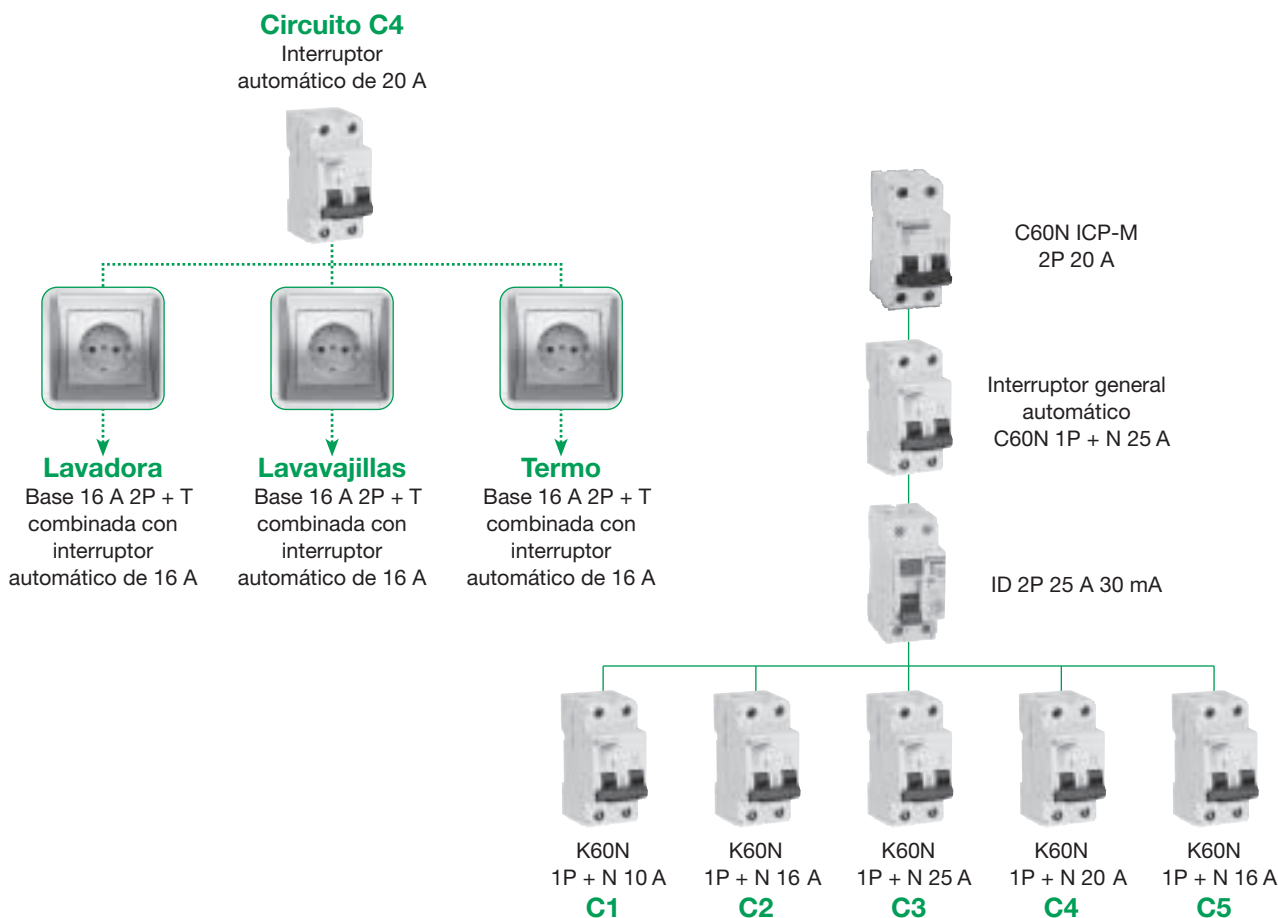 Circuito C4
Interruptor
automático de 20 A
Lavadora
Base 16 A 2P + T
combinada con
interruptor
automático de 16 A
Lavavajillas
Base 16 A 2P + T
combinada con
interruptor
automático de 16 A
Termo
Base 16 A 2P + T
combinada con
interruptor
automático de 16 A
C60N ICP-M
2P 20 A
Interruptor general
automático
C60N 1P + N 25 A
ID 2P 25 A 30 mA
K60N
1P + N 10 A
C1
K60N
1P + N 16 A
C2
K60N
1P + N 25 A
C3
K60N
1P + N 20 A
C4
K60N
1P + N 16 A
C5